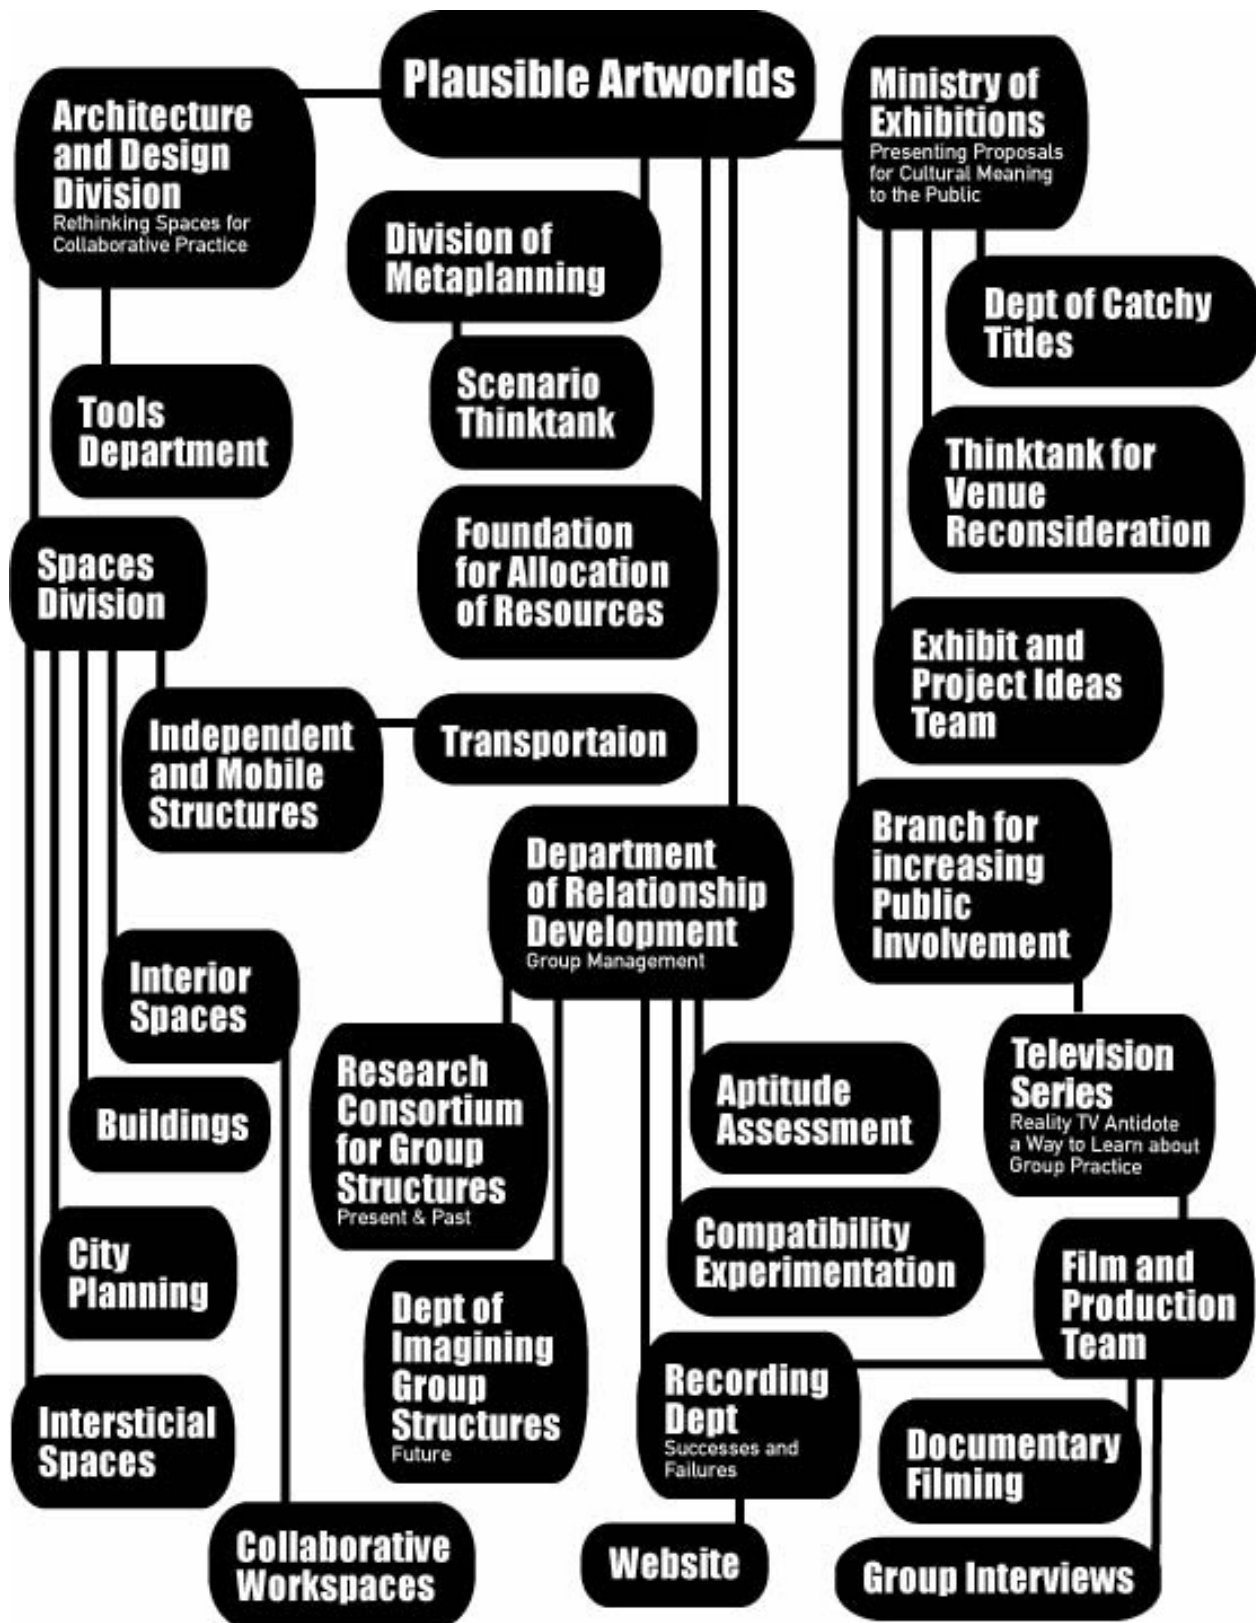 Plausible Artworlds
Architecture
and Design
Division
Rethinking Spaces for
Collaborative Practice
Ministry of
Exhibitions
Presenting Proposals
for Cultural Meaning
to the Public
Division of
Metaplanning
Dept of Catchy
Titles
Scenario
Thinktank
Tools
Department
Thinktank for
Venue
Reconsideration
Foundation
for Allocation
of Resources
Spaces
Division
Exhibit and
Project Ideas
Team
Independent
and Mobile
Structures
Transportaion
Department
of Relationship
Development
Group Management
Branch for
increasing
Public
Involvement
Interior
Spaces
Research
Consortium
for Group
Structures
Present & Past
Aptitude
Assessment
Television
Series
Reality TV Antidote
a Way to Learn about
Group Practice
Buildings
Compatibility
Experimentation
City
Planning
Film and
Production
Team
Dept of
Imagining
Group
Structures
Future
Recording
Dept
Successes and
Failures
Intersticial
Spaces
Documentary
Filming
Collaborative
Workspaces
Website
Group Interviews